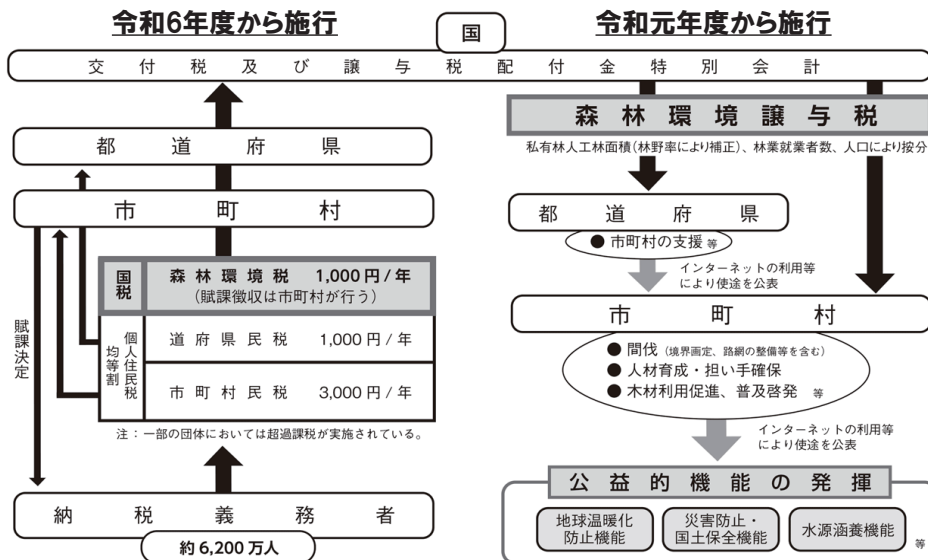 令和6年度から施行
国
令和元年度から施行
交付税及び譲与税配付金特別会計
都道府県
市町村
国税
森林環境税 1,000円/年
(賦課徴収は市町村が行う)
個人住民税
均等割
道府県民税 1,000円/年
市町村民税 3,000円/年
賦課決定
注:一部の団体においては超過課税が実施されている。
納税義務者
約6,200万人
森林環境譲与税
私有林人工林面積(林野率により補正)、林業就業者数、人口により按分
都道府県
●市町村の支援 等
インターネットの利用等
により使途を公表
市町村
●間伐(境界画定、路網の整備等を含む)
●人材育成・担い手確保
●木材利用促進、普及啓発 等
インターネットの利用等
により使途を公表
公益的機能の発揮
地球温暖化
防止機能
災害防止・
国土保全機能
水源涵養機能
等